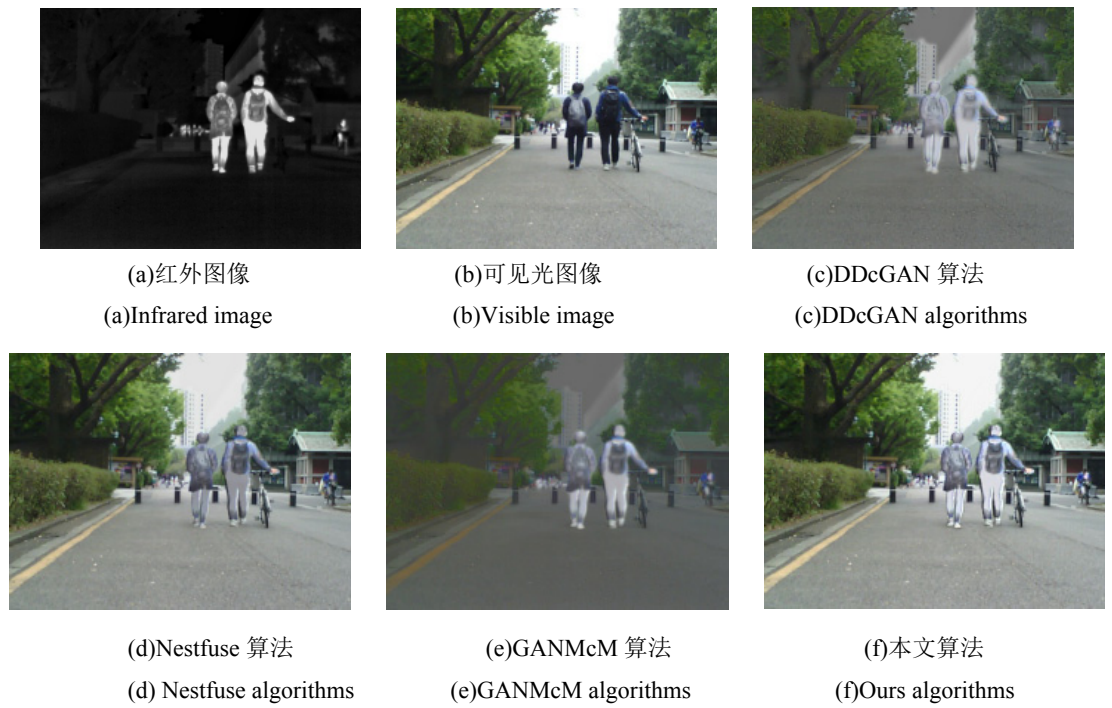 (a)红外图像
(b)可见光图像
(c)DDcGAN 算法
(a)Infrared image
(b)Visible image
(c)DDcGAN algorithms
(d)Nestfuse 算法
(e)GANMcM 算法
(f)本文算法
(d) Nestfuse algorithms
(e)GANMcM algorithms
(f)Ours algorithms